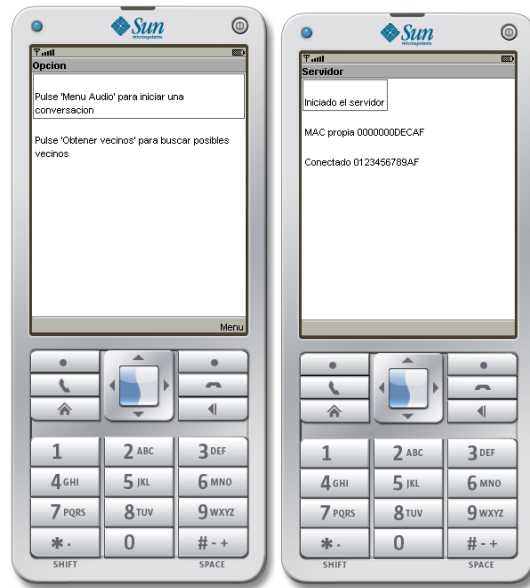 Sun
microsystems
Opcion
Pulse 'Menu Audio' para iniciar una
conversacion
Pulse 'Obtener vecinos' para buscar posibles
vecinos
Menu
1
2 ABC
3 DEF
4 GHI
5 JKL
6 MNO
7 PQRS
8 TUV
9 WXYZ
* .
0
# - +
SHIFT
SPACE
Sun
microsystems
Servidor
Iniciado el servidor
MAC propia 0000000DECAF
Conectado 0123456789AF
1
2 ABC
3 DEF
4 GHI
5 JKL
6 MNO
7 PQRS
8 TUV
9 WXYZ
* .
0
# - +
SHIFT
SPACE